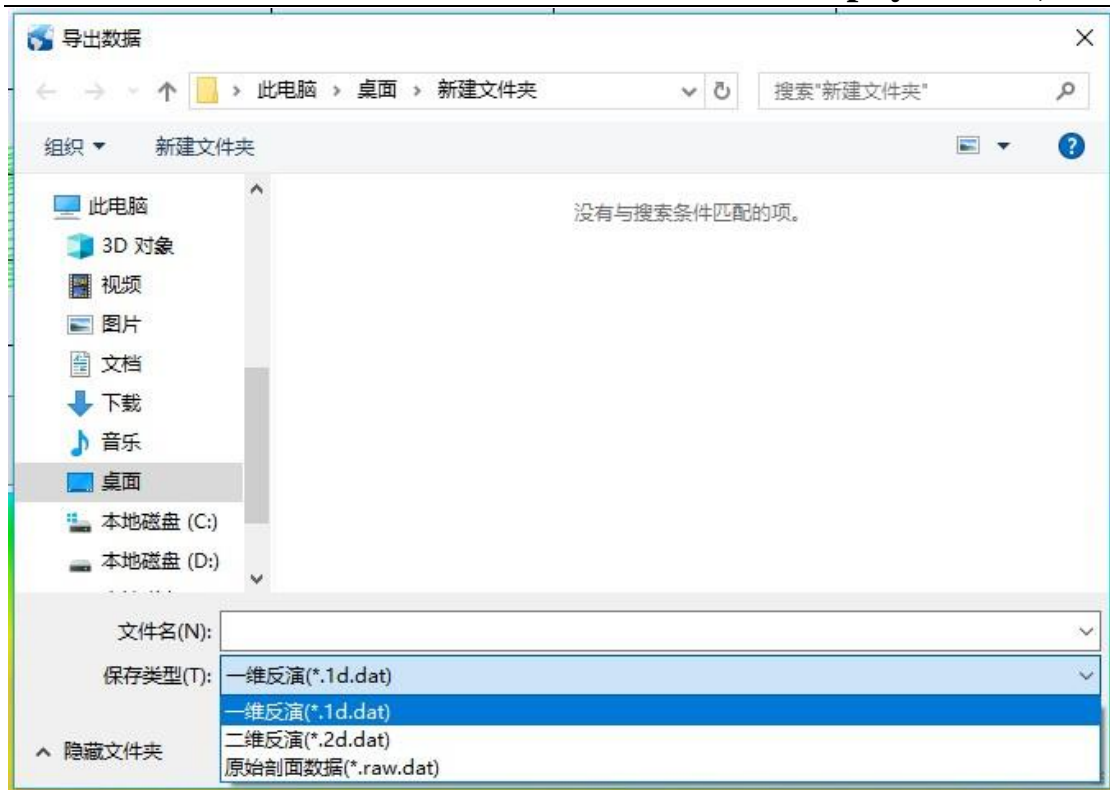 导出数据
此电脑 › 桌面 › 新建文件夹
搜索"新建文件夹"
组织
新建文件夹
没有与搜索条件匹配的项。
此电脑
3D 对象
视频
图片
文档
下载
音乐
桌面
本地磁盘 (C:)
本地磁盘 (D:)
文件名(N):
保存类型(T): 一维反演(*.1d.dat)
一维反演(*.1d.dat)
二维反演(*.2d.dat)
原始剖面数据(*.raw.dat)
隐藏文件夹